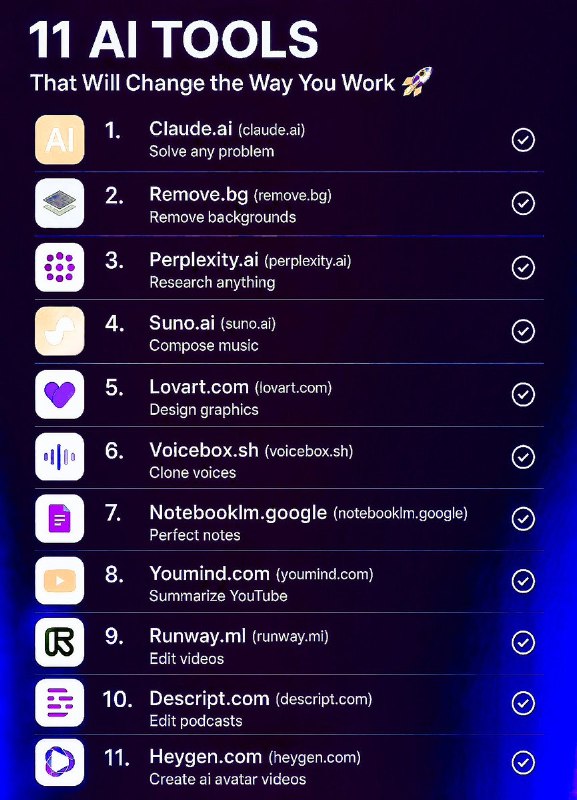 11 AI TOOLS
That Will Change the Way You Work 🚀
AI
1. Claude.ai (claude.ai)
Solve any problem
2. Remove.bg (remove.bg)
Remove backgrounds
3. Perplexity.ai (perplexity.ai)
Research anything
4. Suno.ai (suno.ai)
Compose music
5. Lovart.com (lovart.com)
Design graphics
6. Voicebox.sh (voicebox.sh)
Clone voices
7. Notebooklm.google (notebooklm.google)
Perfect notes
8. Youmind.com (youmind.com)
Summarize YouTube
9. Runway.ml (runway.mi)
Edit videos
10. Descript.com (descript.com)
Edit podcasts
11. Heygen.com (heygen.com)
Create ai avatar videos